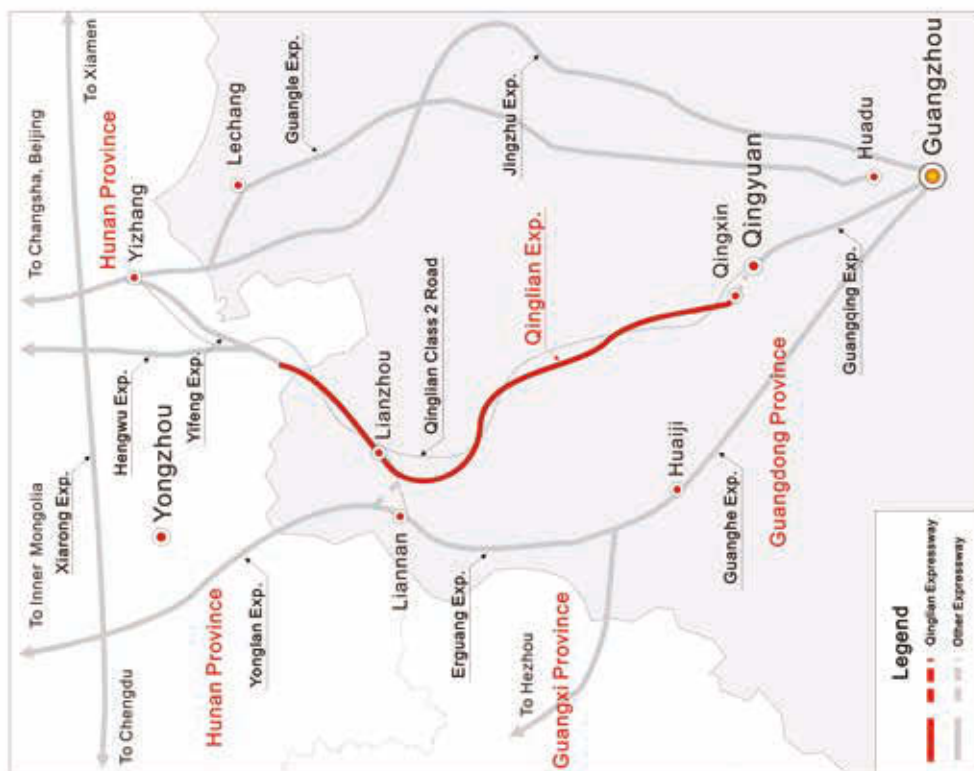 To Xiamen
To Changsha, Beijing
Hunan Province
Yizhang
Lechang
Guangle Exp.
Jingzhu Exp.
Huadu
Guangzhou
Hengwu Exp.
Yifeng Exp.
Lianzhou
Qinglian Class 2 Road
Qinglian Exp.
Qingxin
Qingyuan
Guangqing Exp.
To Inner Mongolia
Xiarong Exp.
Yongzhou
Yonglian Exp.
Liannan
Huaiji
Guanghe Exp.
Guangdong Province
To Chengdu
Hunan Province
Erguang Exp.
To Hezhou
Guangxi Province
Legend
Qinglian Expressway
Other Expressway